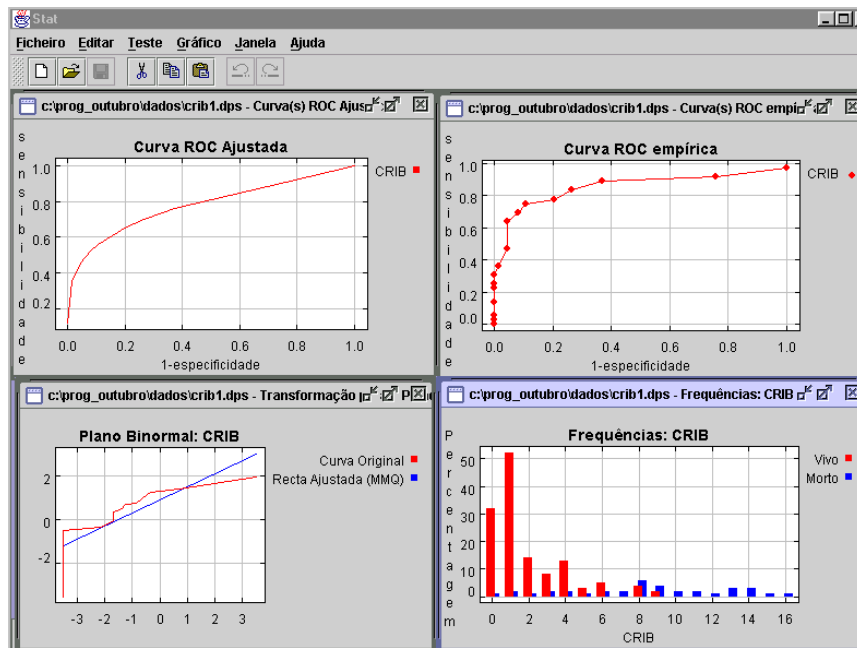 Stat
Ficheiro Editar Teste Gráfico Janela Ajuda
c:\prog_outubro\dados\crib1.dps - Curva(s) ROC Ajus
Curva ROC Ajustada
sensibilidade
1.0
0.8
0.6
0.4
0.2
0.0 0.2 0.4 0.6 0.8 1.0
1-especificidade
CRIB
c:\prog_outubro\dados\crib1.dps - Curva(s) ROC empí
Curva ROC empírica
sensibilidade
1.0
0.8
0.6
0.4
0.2
0.0
0.0 0.2 0.4 0.6 0.8 1.0
1-especificidade
CRIB
c:\prog_outubro\dados\crib1.dps - Transformação
Plano Binormal: CRIB
2
0
-2
-3 -2 -1 0 1 2 3
Curva Original
Recta Ajustada (MMQ)
c:\prog_outubro\dados\crib1.dps - Frequências: CRIB
Frequências: CRIB
Percentagem
50
40
30
20
10
0
0 2 4 6 8 10 12 14 16
CRIB
Vivo
Morto